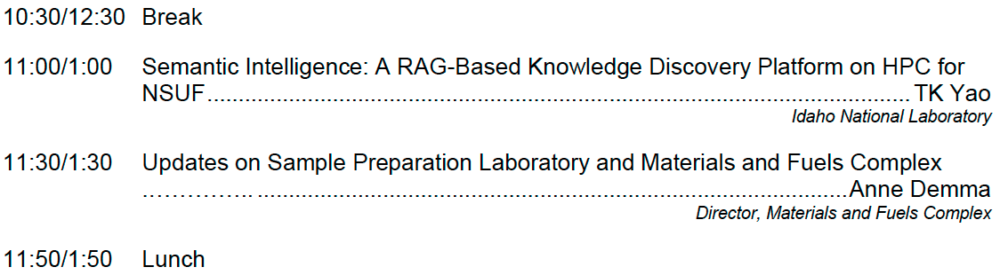 10:30/12:30 Break
11:00/1:00 Semantic Intelligence: A RAG-Based Knowledge Discovery Platform on HPC for
NSUF................................................................................................................ TK Yao
Idaho National Laboratory
11:30/1:30 Updates on Sample Preparation Laboratory and Materials and Fuels Complex
……………..............................................................................................Anne Demma
Director, Materials and Fuels Complex
11:50/1:50 Lunch